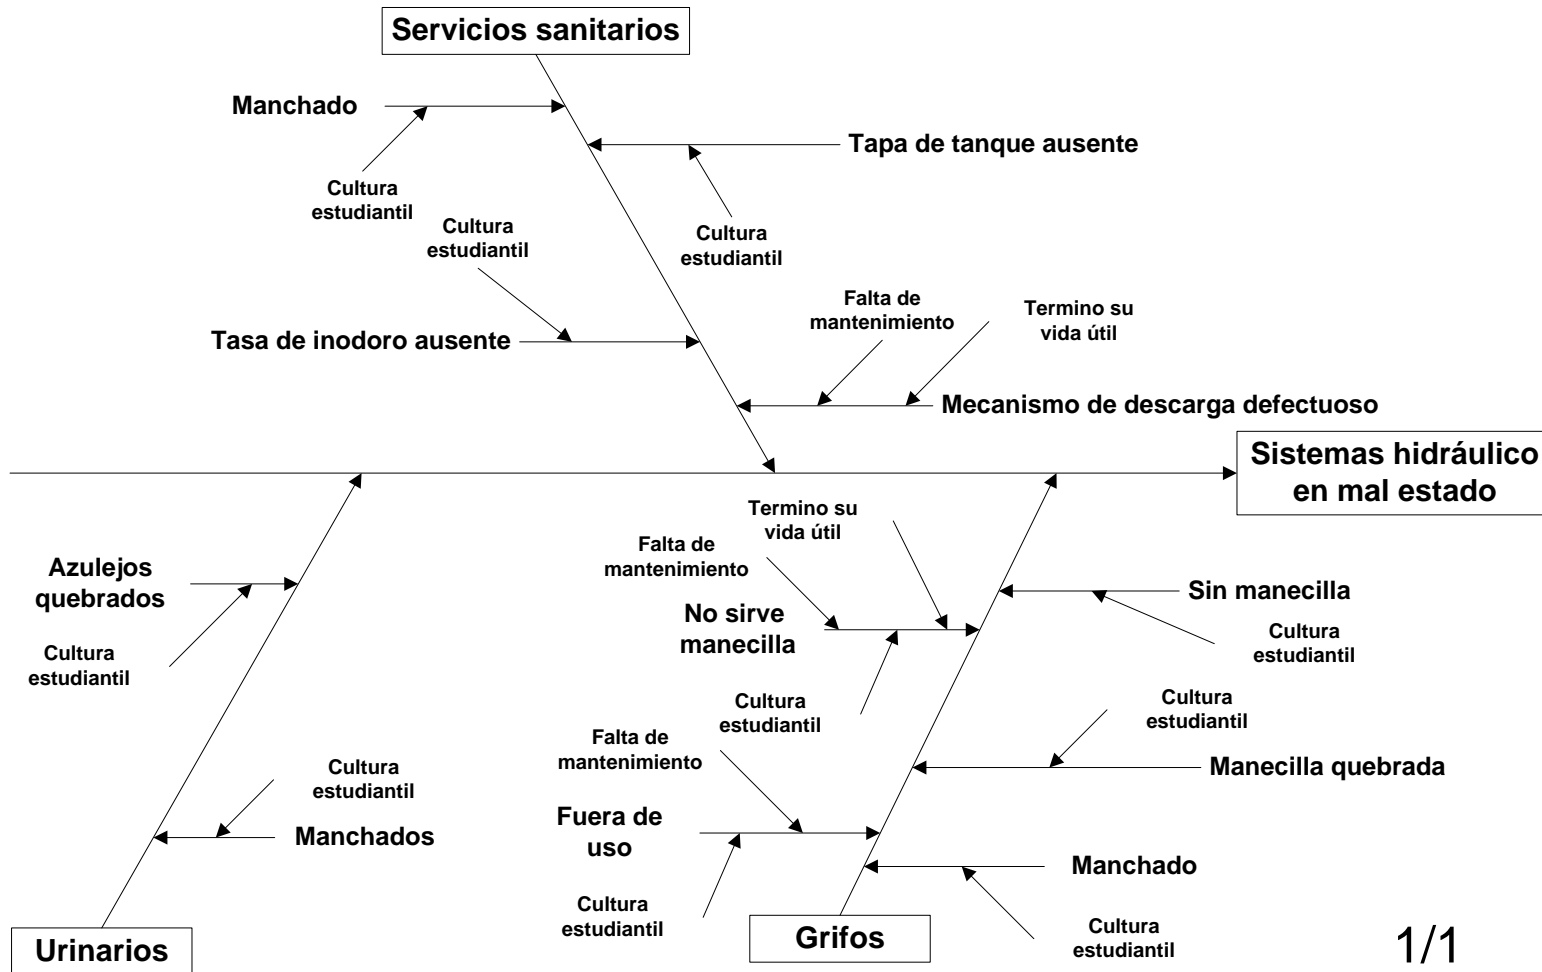 Servicios sanitarios
Manchado
Tapa de tanque ausente
Cultura
estudiantil
Cultura
estudiantil
Cultura
estudiantil
Falta de
mantenimiento
Termino su
vida útil
Tasa de inodoro ausente
Mecanismo de descarga defectuoso
Sistemas hidráulico
en mal estado
Termino su
vida útil
Falta de
mantenimiento
Azulejos
quebrados
Sin manecilla
No sirve
manecilla
Cultura
estudiantil
Cultura
estudiantil
Cultura
estudiantil
Cultura
estudiantil
Falta de
mantenimiento
Cultura
estudiantil
Manecilla quebrada
Fuera de
uso
Manchados
Manchado
Cultura
estudiantil
Cultura
estudiantil
Grifos
Urinarios
1/1